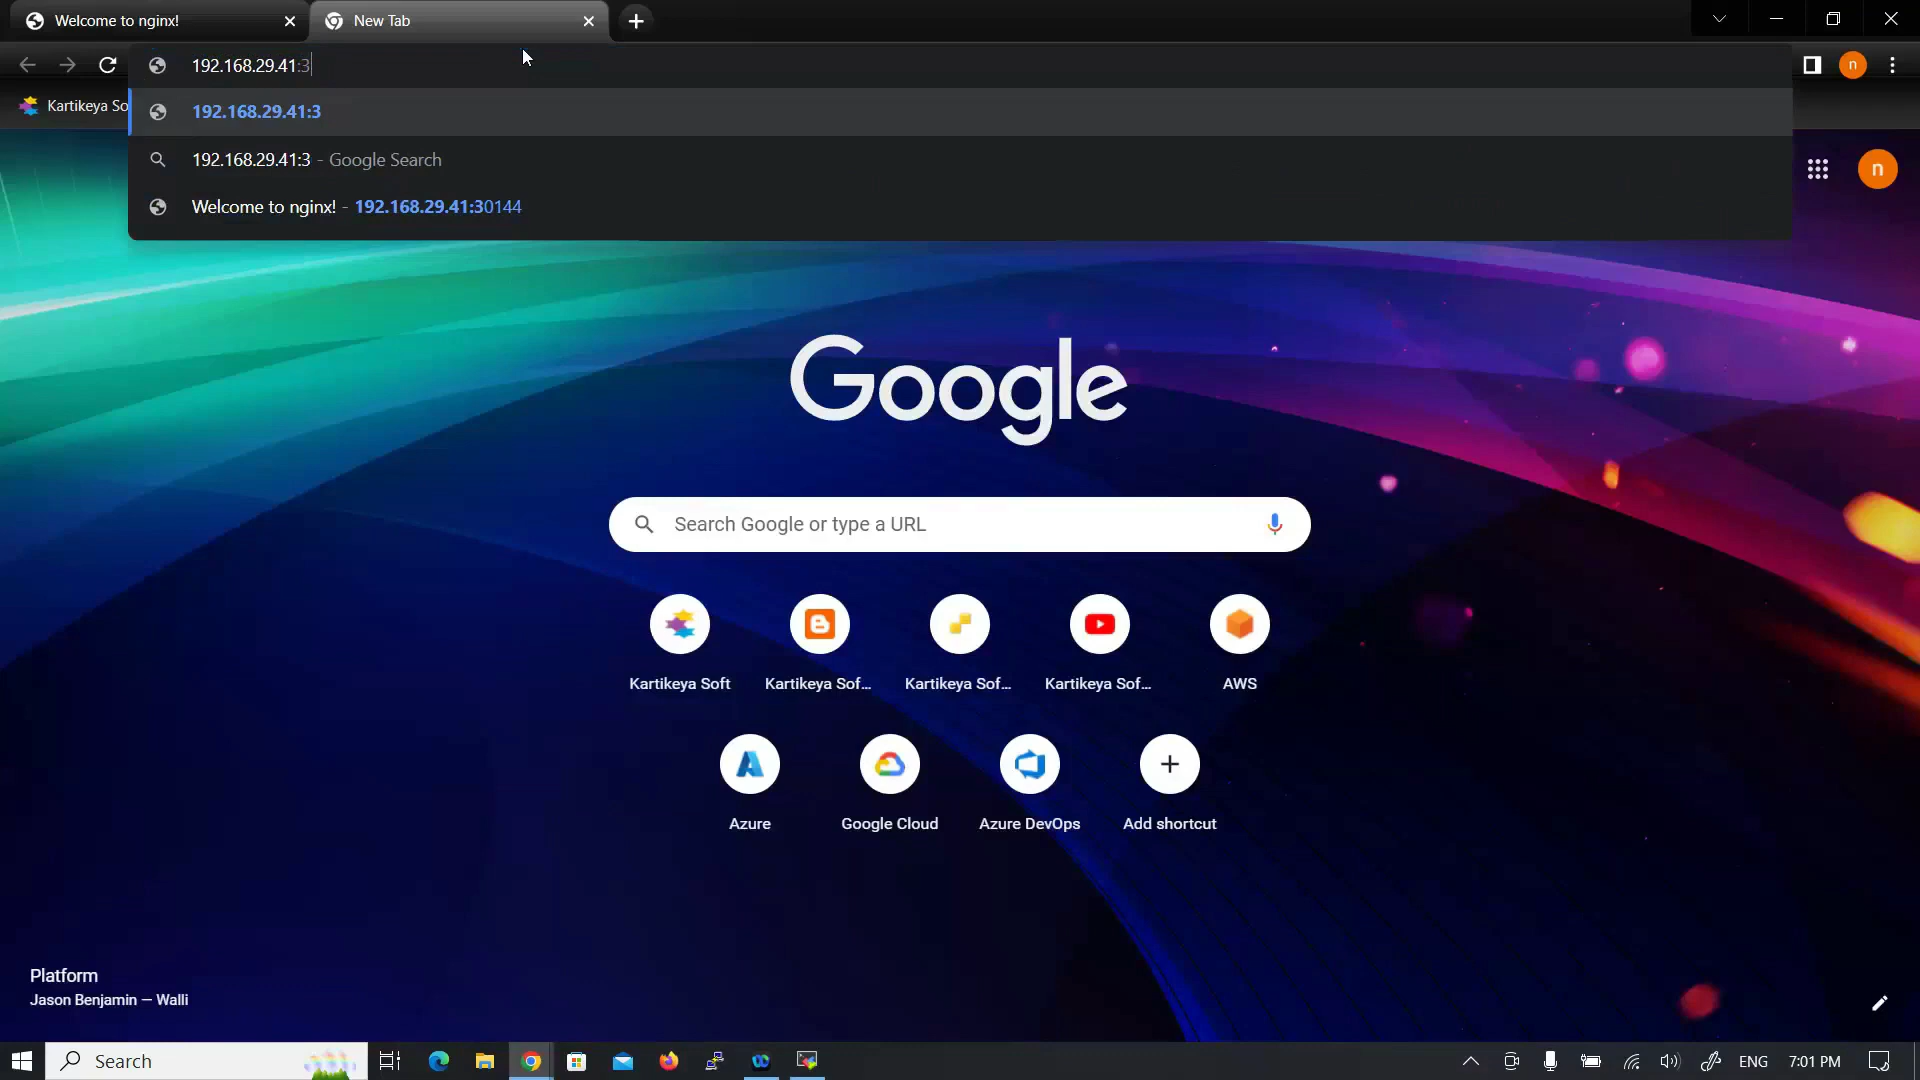 Welcome to nginx!
New Tab
192.168.29.41:3
Kartikeya So
192.168.29.41:3
192.168.29.41:3 - Google Search
Welcome to nginx! - 192.168.29.41:30144
n
n
Google
Search Google or type a URL
Kartikeya Soft
Kartikeya Sof...
Kartikeya Sof...
Kartikeya Sof...
AWS
Azure
Google Cloud
Azure DevOps
Add shortcut
Platform
Jason Benjamin — Walli
Search
ENG
7:01 PM